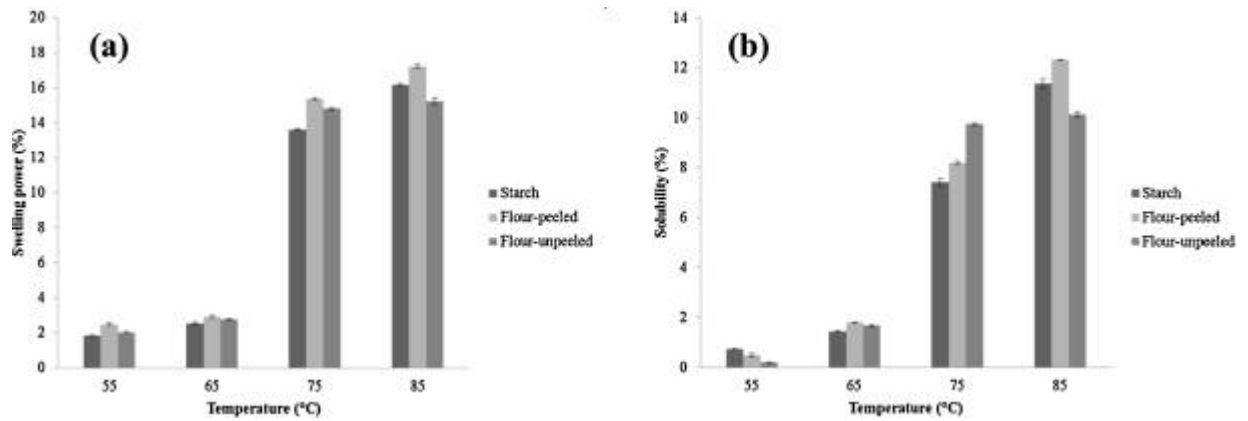 (a)
20
18
16
14
12
10
8
6
4
2
0
Swelling power (%)
55 65 75 85
Temperature (°C)
Starch
Flour-peeled
Flour-unpeeled
(b)
14
12
10
8
6
4
2
0
Solubility (%)
55 65 75 85
Temperature (°C)
Starch
Flour-peeled
Flour-unpeeled